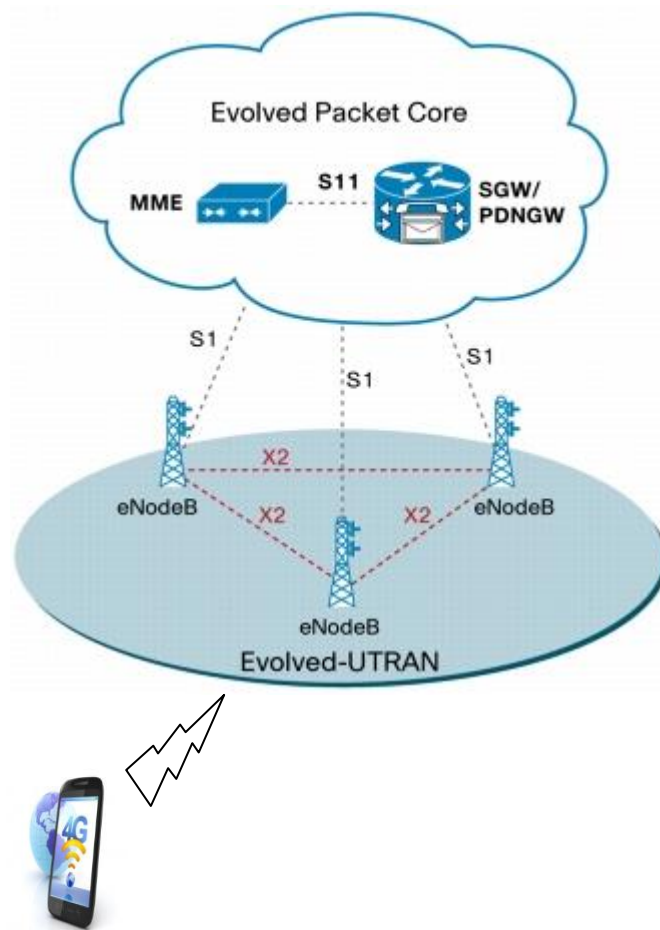 Evolved Packet Core
MME
S11
SGW/
PDNGW
S1
S1
S1
X2
eNodeB
X2
X2
eNodeB
eNodeB
Evolved-UTRAN
4G